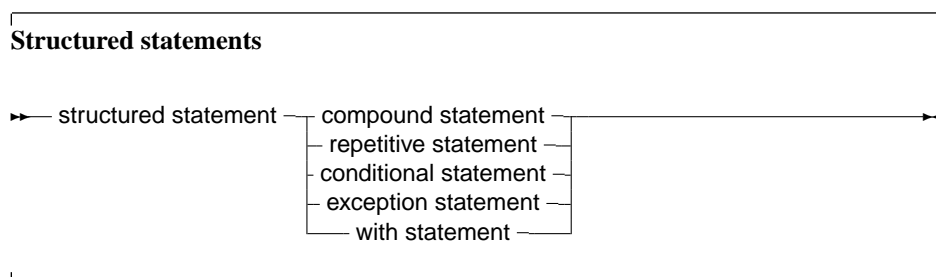 Structured statements
structured statement compound statement
repetitive statement
conditional statement
exception statement
with statement